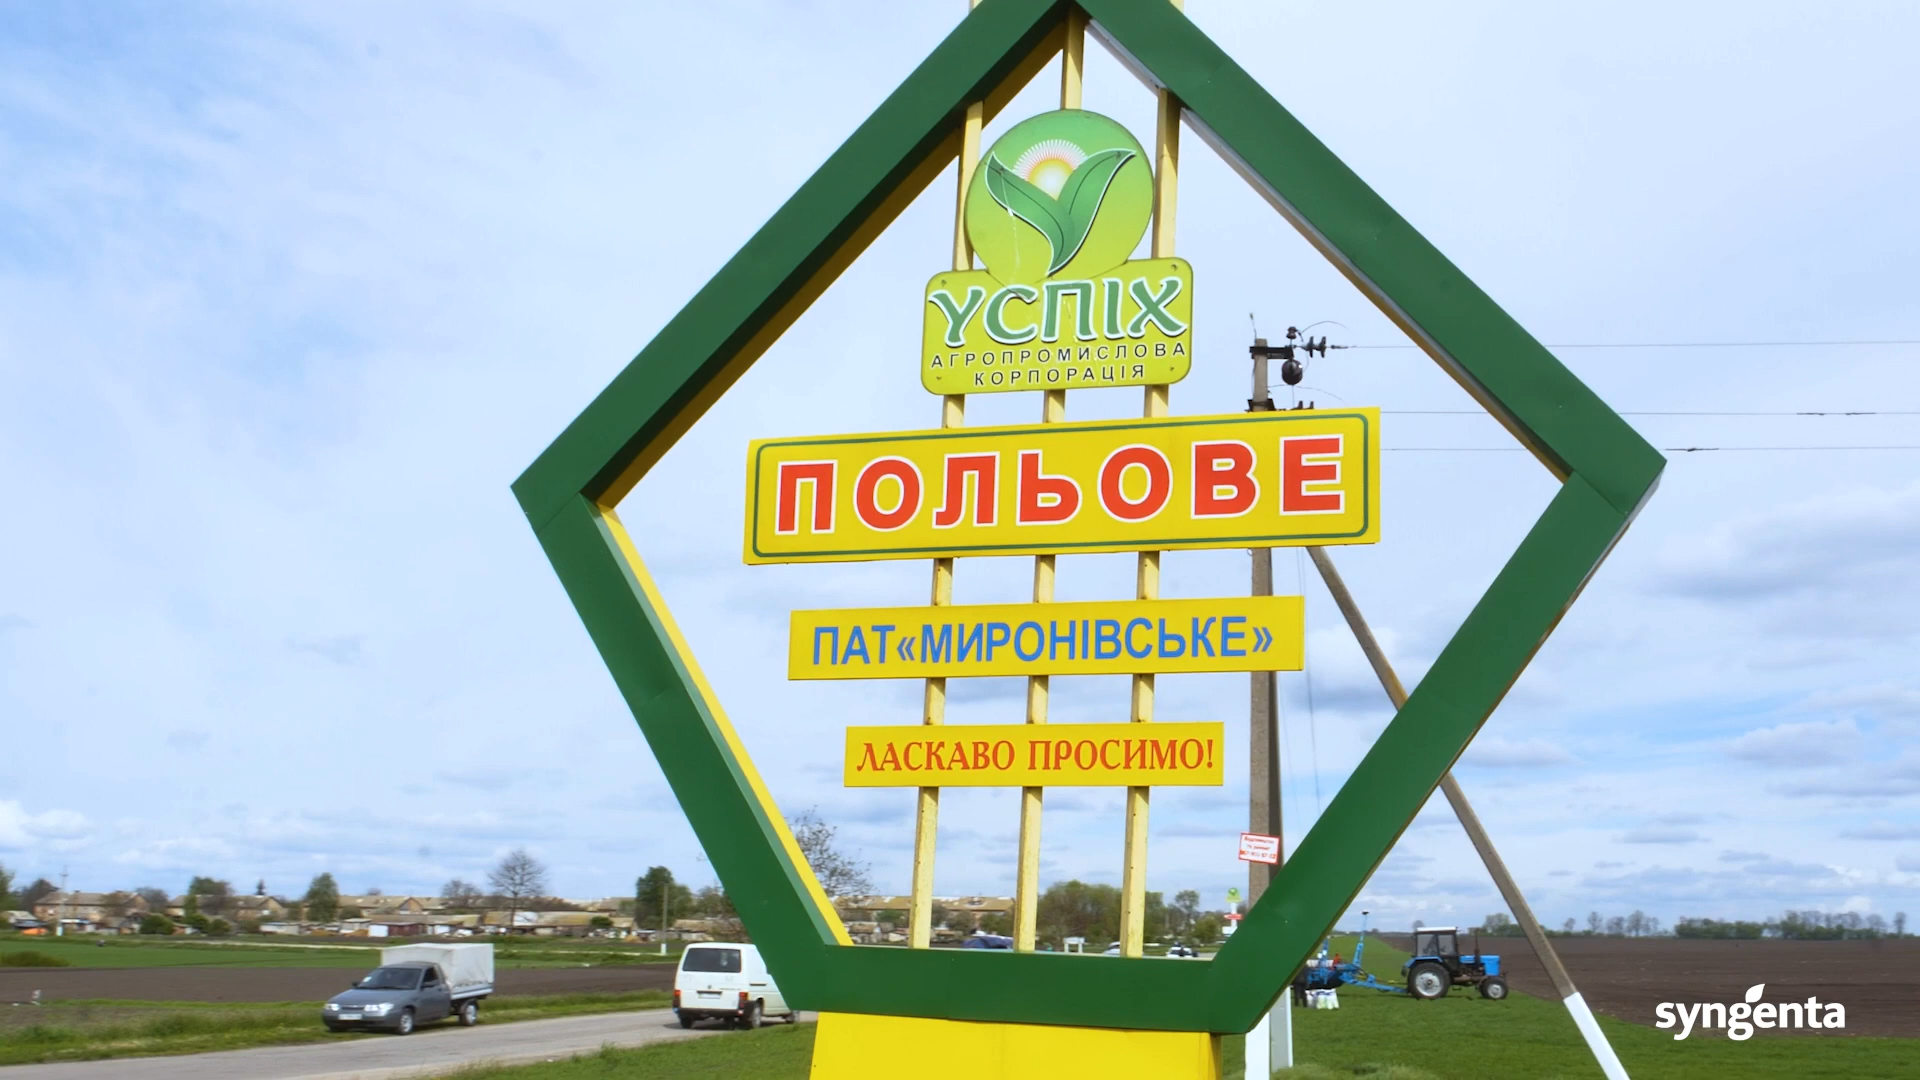 УСПІХ
АГРОПРОМИСЛОВА
КОРПОРАЦІЯ
ПОЛЬОВЕ
ПАТ «МИРОНІВСЬКЕ»
ЛАСКАВО ПРОСИМО!
syngenta